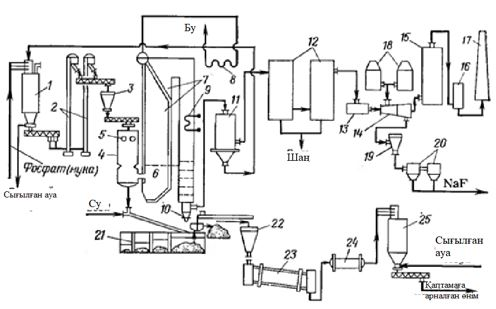 Бу
1
2
3
4
5
6
7
8
9
10
11
12
13
14
15
16
17
18
19
20
21
22
23
24
25
Фосфат(нука)
Сығылған ауа
Су
Шаң
NaF
Сығылған
ауа
Қаптамаға
арналған өнім